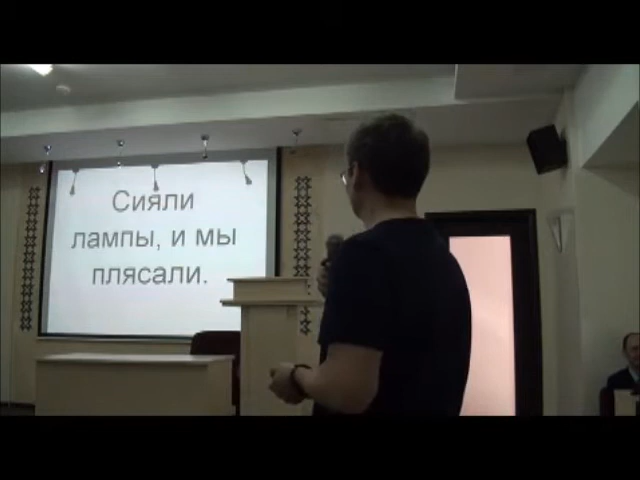 Сияли
лампы, и мы
плясали.